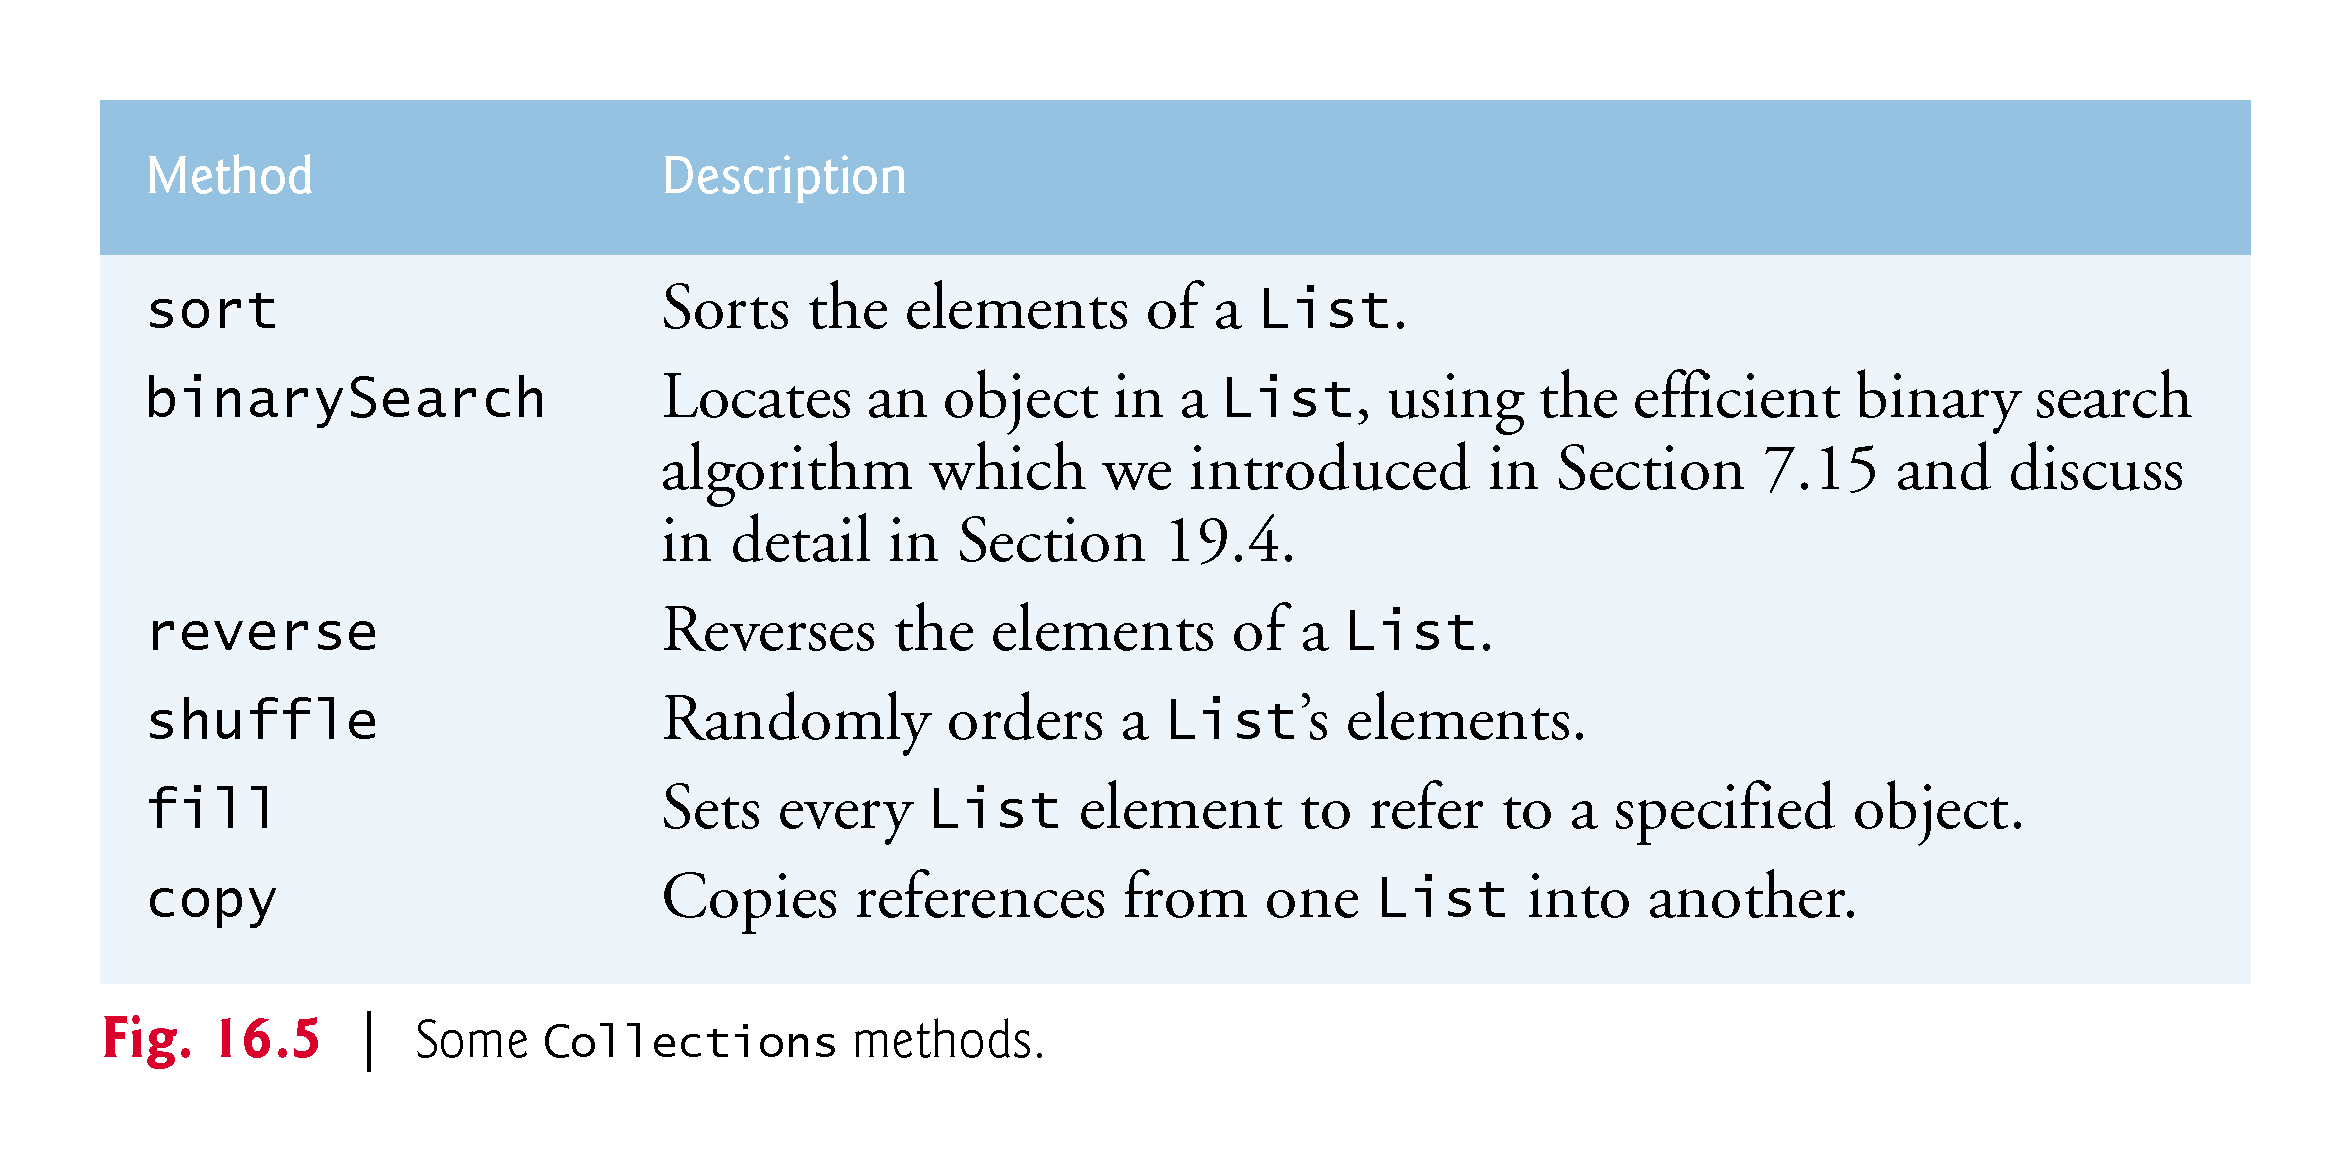 Method Description
sort Sorts the elements of a List.
binarySearch Locates an object in a List, using the efficient binary search
algorithm which we introduced in Section 7.15 and discuss
in detail in Section 19.4.
reverse Reverses the elements of a List.
shuffle Randomly orders a List’s elements.
fill Sets every List element to refer to a specified object.
copy Copies references from one List into another.
Fig. 16.5 | Some Collections methods.